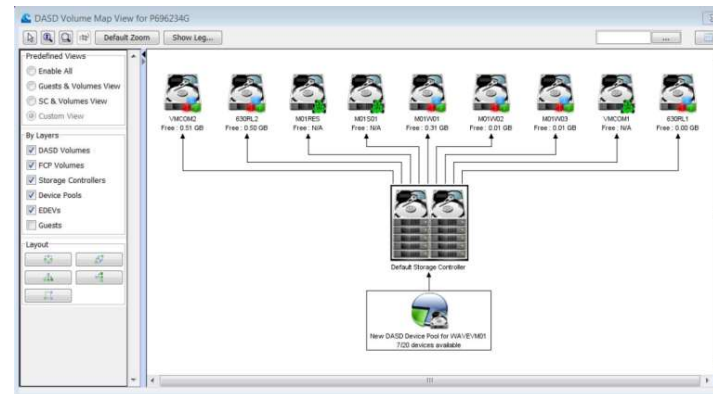 DASD Volume Map View for P696234G
Default Zoom
Show Leg...
...
Predefined Views
Enable All
Guests & Volumes View
SC & Volumes View
Custom View
By Layers
DASD Volumes
FCP Volumes
Storage Controllers
Device Pools
EDEVs
Guests
Layout
VMCOM2 630RL2 M01RES M01S01 M01W01 M01W02 M01W03 VMCOM1 630RL1
Free : 0.51 GB Free : 0.50 GB Free : N/A Free : N/A Free : 0.31 GB Free : 0.01 GB Free : 0.01 GB Free : N/A Free : 0.00 GB
Default Storage Controller
New DASD Device Pool for WAVEVM01
7/20 devices available